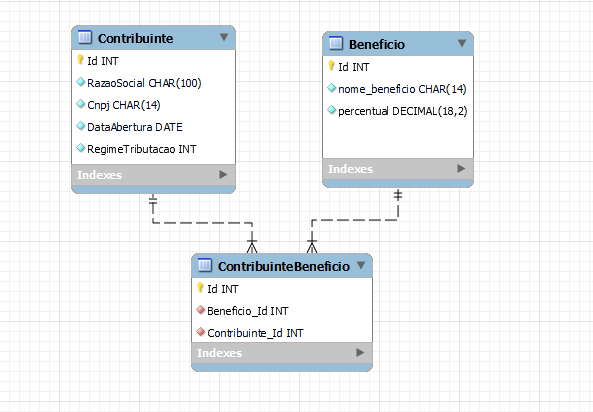 Contribuinte
Id INT
RazaoSocial CHAR(100)
Cnpj CHAR(14)
DataAbertura DATE
RegimeTributacao INT
Indexes
Beneficio
Id INT
nome_beneficio CHAR(14)
percentual DECIMAL(18,2)
Indexes
ContribuinteBeneficio
Id INT
Beneficio_Id INT
Contribuinte_Id INT
Indexes